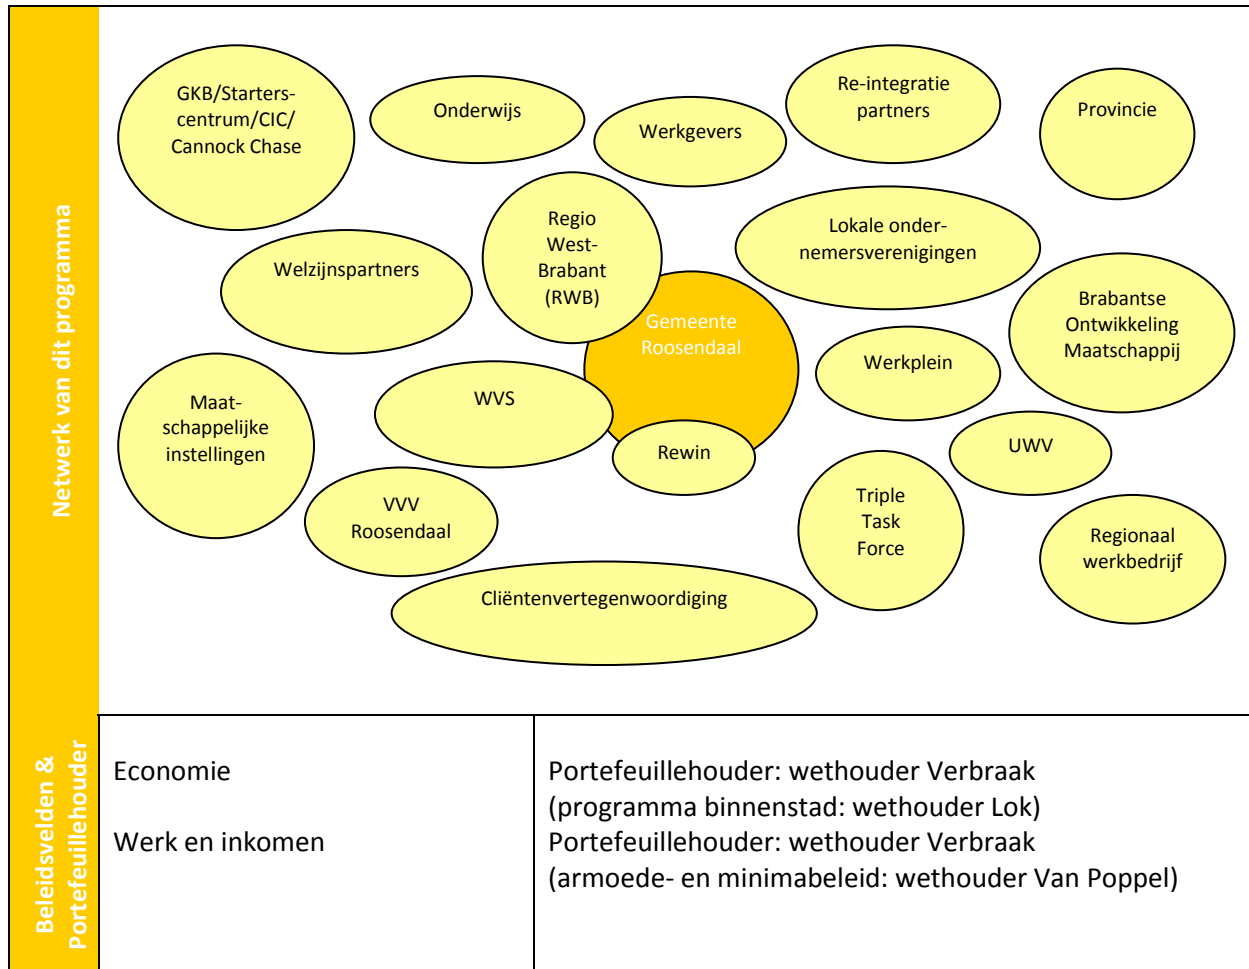 Netwerk van dit programma
GKB/Starters-
centrum/CIC/
Cannock Chase
Onderwijs
Werkgevers
Re-integratie
partners
Provincie
Regio
West-
Brabant
(RWB)
Lokale onder-
nemersverenigingen
Welzijnspartners
Brabantse
Ontwikkeling
Maatschappij
Gemeente
Roosendaal
Werkplein
Maat-
schappelijke
instellingen
WVS
Rewin
UWV
VVV
Roosendaal
Triple
Task
Force
Regionaal
werkbedrijf
Cliëntenvertegenwoordiging
Beleidsvelden &
Portefeuillehouder
Economie
Portefeuillehouder: wethouder Verbraak
(programma binnenstad: wethouder Lok)
Werk en inkomen
Portefeuillehouder: wethouder Verbraak
(armoede- en minimabeleid: wethouder Van Poppel)